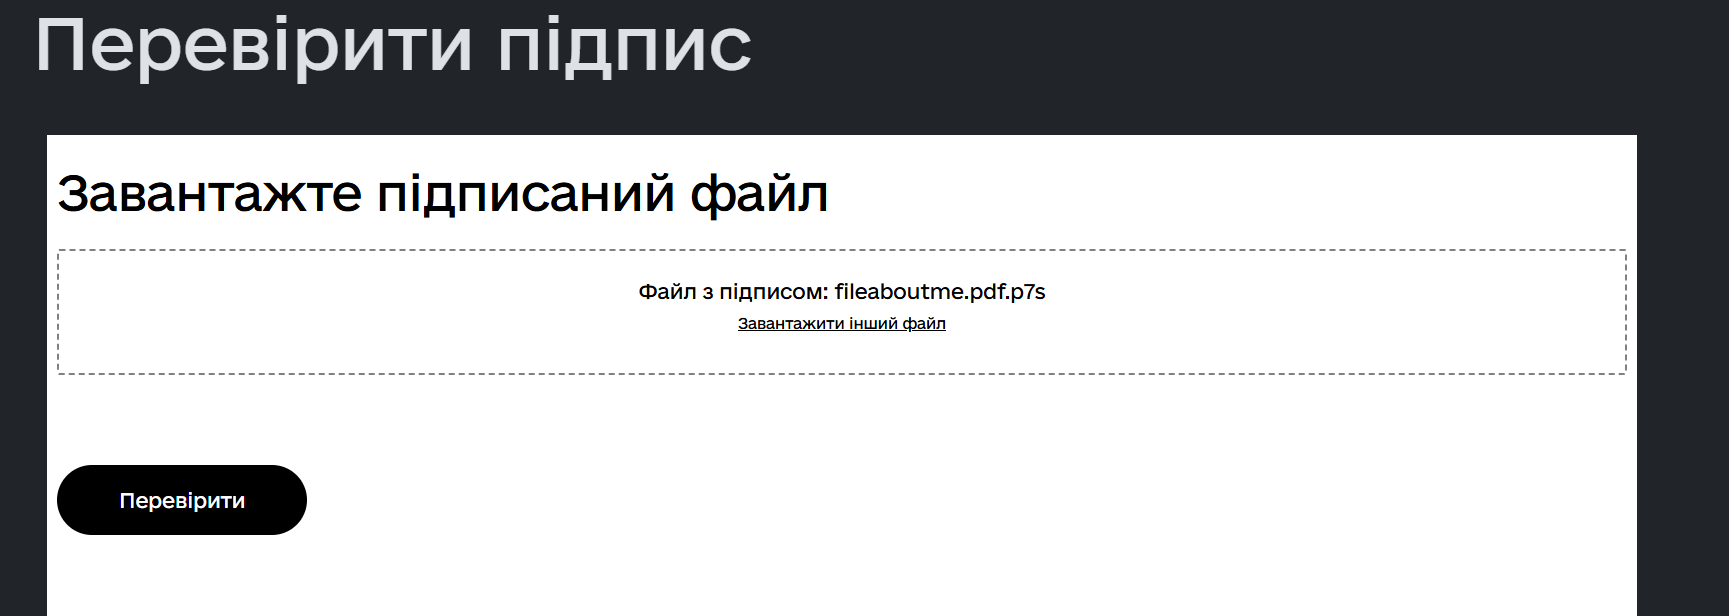 Перевірити підпис
Завантажте підписаний файл
Файл з підписом: fileaboutme.pdf.p7s
Завантажити інший файл
Перевірити